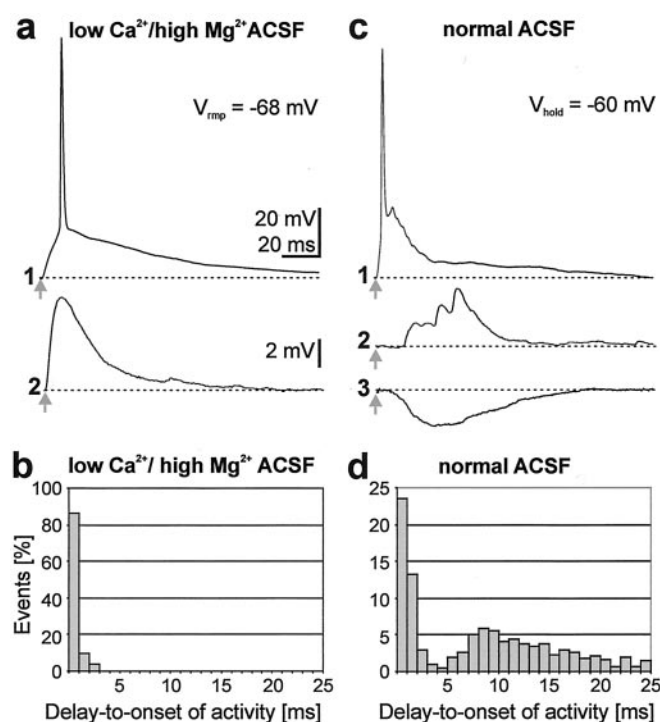 a low Ca²⁺/high Mg²⁺ACSF
V_rmp = -68 mV
20 mV
20 ms
1
2 mV
2
c normal ACSF
V_hold = -60 mV
1
2
3
b low Ca²⁺/ high Mg²⁺ ACSF
100
80
60
40
20
0
Events [%]
5 10 15 20 25
Delay-to-onset of activity [ms]
d normal ACSF
25
20
15
10
5
0
5 10 15 20 25
Delay-to-onset of activity [ms]